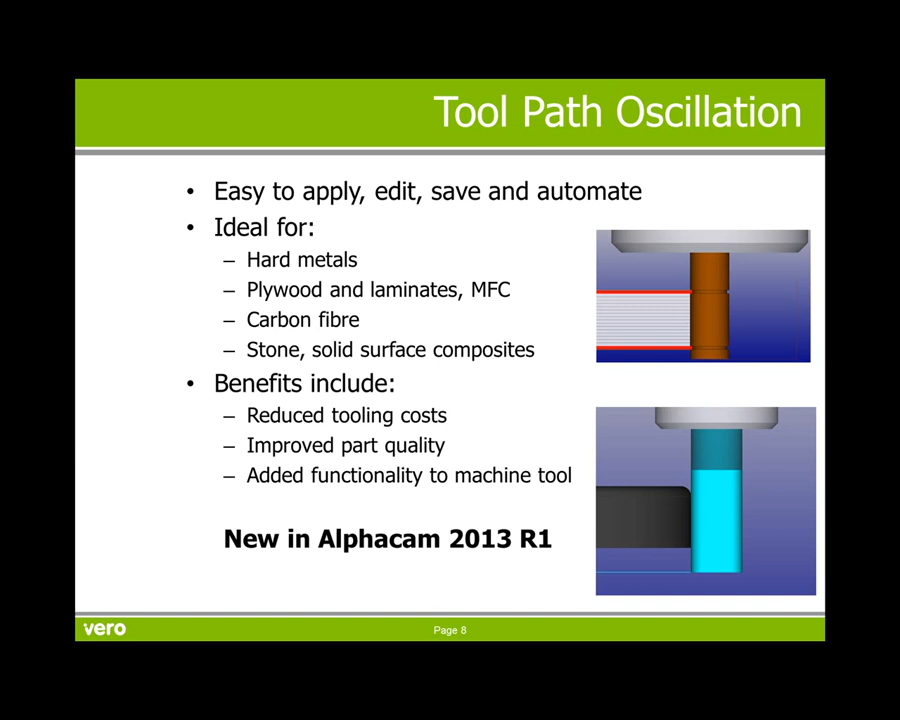 Tool Path Oscillation
• Easy to apply, edit, save and automate
• Ideal for:
– Hard metals
– Plywood and laminates, MFC
– Carbon fibre
– Stone, solid surface composites
• Benefits include:
– Reduced tooling costs
– Improved part quality
– Added functionality to machine tool
New in Alphacam 2013 R1
vero
Page 8